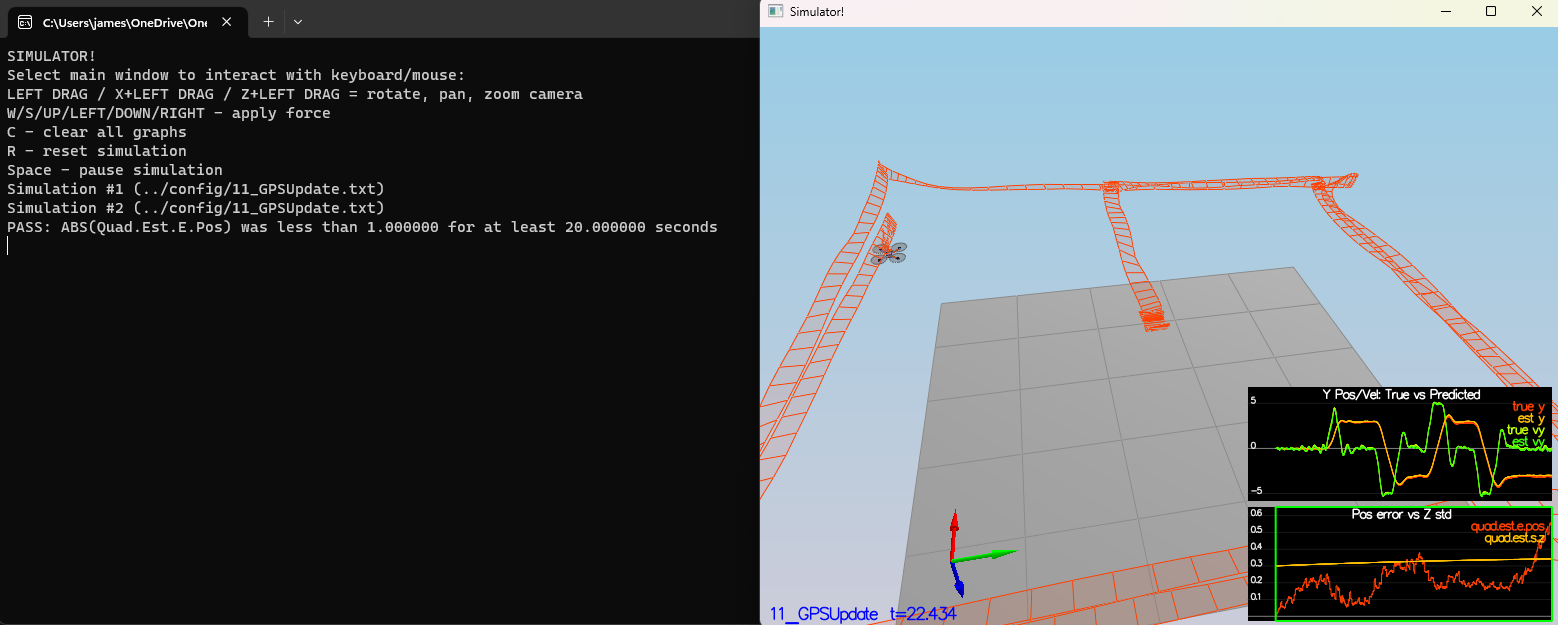 C:\Users\james\OneDrive\One
SIMULATOR!
Select main window to interact with keyboard/mouse:
LEFT DRAG / X+LEFT DRAG / Z+LEFT DRAG = rotate, pan, zoom camera
W/S/UP/LEFT/DOWN/RIGHT - apply force
C - clear all graphs
R - reset simulation
Space - pause simulation
Simulation #1 (../config/11_GPSUpdate.txt)
Simulation #2 (../config/11_GPSUpdate.txt)
PASS: ABS(Quad.Est.E.Pos) was less than 1.000000 for at least 20.000000 seconds
Simulator!
Y Pos/Vel: True vs Predicted
5
true y
est y
true vy
0
est vy
-5
Pos error vs Z std
0.6
quad.est.e.pos
0.5
quad.est.s.z
0.4
0.3
0.2
0.1
11_GPSUpdate t=22.434